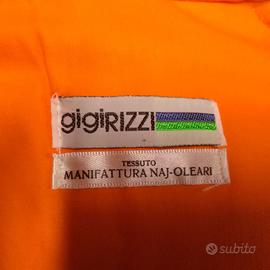 gigiRIZZI
TESSUTO
MANIFATTURA NAJ-OLEARI
subito